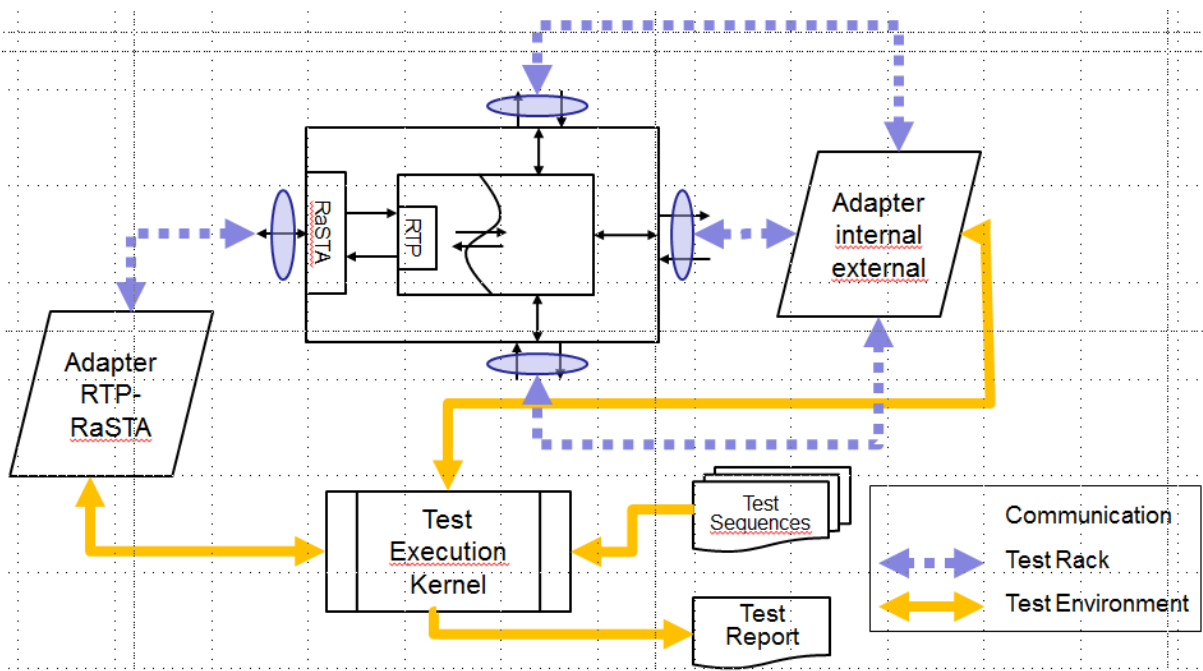 RaSTA
RTP
Adapter
internal
external
Adapter
RTP-
RaSTA
Test
Execution
Kernel
Test
Sequences
Test
Report
Communication
Test Rack
Test Environment